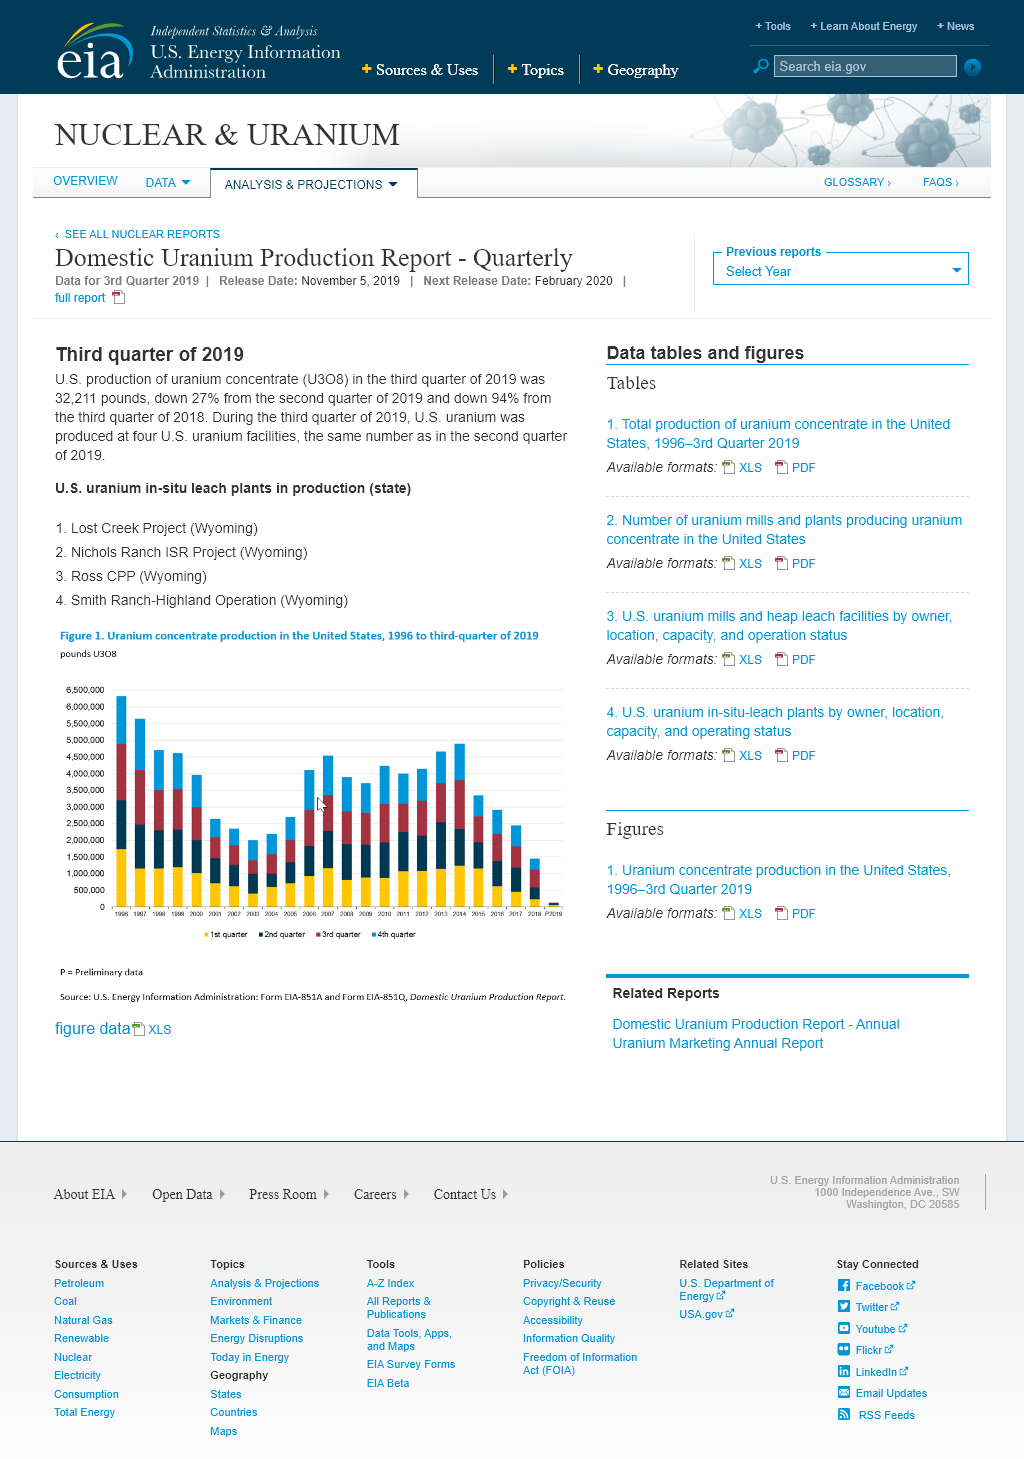 eia
Independent Statistics & Analysis
U.S. Energy Information
Administration
+ Sources & Uses
+ Topics
+ Geography
+ Tools
+ Learn About Energy
+ News
Search eia.gov
NUCLEAR & URANIUM
OVERVIEW
DATA
ANALYSIS & PROJECTIONS
GLOSSARY ›
FAQS ›
‹ SEE ALL NUCLEAR REPORTS
Domestic Uranium Production Report - Quarterly
Data for 3rd Quarter 2019 | Release Date: November 5, 2019 | Next Release Date: February 2020 |
full report
Previous reports
Select Year
Third quarter of 2019
U.S. production of uranium concentrate (U3O8) in the third quarter of 2019 was
32,211 pounds, down 27% from the second quarter of 2019 and down 94% from
the third quarter of 2018. During the third quarter of 2019, U.S. uranium was
produced at four U.S. uranium facilities, the same number as in the second quarter
of 2019.
U.S. uranium in-situ leach plants in production (state)
1. Lost Creek Project (Wyoming)
2. Nichols Ranch ISR Project (Wyoming)
3. Ross CPP (Wyoming)
4. Smith Ranch-Highland Operation (Wyoming)
Figure 1. Uranium concentrate production in the United States, 1996 to third-quarter of 2019
pounds U3O8
6,500,000
6,000,000
5,500,000
5,000,000
4,500,000
4,000,000
3,500,000
3,000,000
2,500,000
2,000,000
1,500,000
1,000,000
500,000
0
1996 1997 1998 1999 2000 2001 2002 2003 2004 2005 2006 2007 2008 2009 2010 2011 2012 2013 2014 2015 2016 2017 2018 P2019
1st quarter 2nd quarter 3rd quarter 4th quarter
P = Preliminary data
Source: U.S. Energy Information Administration: Form EIA-851A and Form EIA-851Q, Domestic Uranium Production Report.
figure data XLS
Data tables and figures
Tables
1. Total production of uranium concentrate in the United
States, 1996–3rd Quarter 2019
Available formats: XLS PDF
2. Number of uranium mills and plants producing uranium
concentrate in the United States
Available formats: XLS PDF
3. U.S. uranium mills and heap leach facilities by owner,
location, capacity, and operation status
Available formats: XLS PDF
4. U.S. uranium in-situ-leach plants by owner, location,
capacity, and operating status
Available formats: XLS PDF
Figures
1. Uranium concentrate production in the United States,
1996–3rd Quarter 2019
Available formats: XLS PDF
Related Reports
Domestic Uranium Production Report - Annual
Uranium Marketing Annual Report
About EIA
Open Data
Press Room
Careers
Contact Us
U.S. Energy Information Administration
1000 Independence Ave., SW
Washington, DC 20585
Sources & Uses
Petroleum
Coal
Natural Gas
Renewable
Nuclear
Electricity
Consumption
Total Energy
Topics
Analysis & Projections
Environment
Markets & Finance
Energy Disruptions
Today in Energy
Geography
States
Countries
Maps
Tools
A-Z Index
All Reports &
Publications
Data Tools, Apps,
and Maps
EIA Survey Forms
EIA Beta
Policies
Privacy/Security
Copyright & Reuse
Accessibility
Information Quality
Freedom of Information
Act (FOIA)
Related Sites
U.S. Department of
Energy
USA.gov
Stay Connected
Facebook
Twitter
Youtube
Flickr
LinkedIn
Email Updates
RSS Feeds